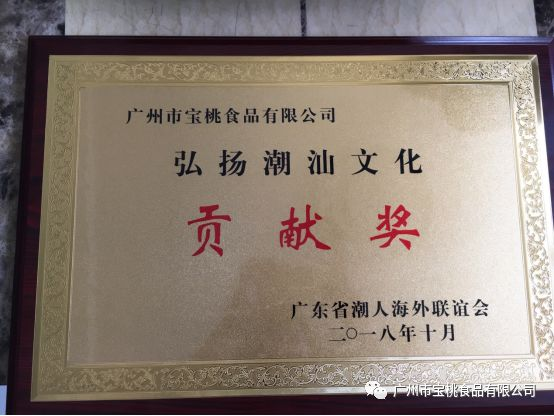 广州市宝桃食品有限公司
弘扬潮汕文化
贡献奖
广东省潮人海外联谊会
二〇一八年十月
广州市宝桃食品有限公司